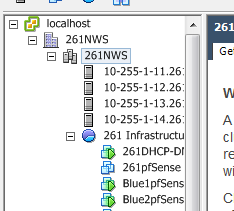 localhost
261NWS
261NWS
10-255-1-11.26
10-255-1-12.26
10-255-1-13.26
10-255-1-14.26
261 Infrastructu
261DHCP-D
261pfSense
Blue1pfSens
Blue2pfSens
261
Ge
W
A
cl
re
wi
C